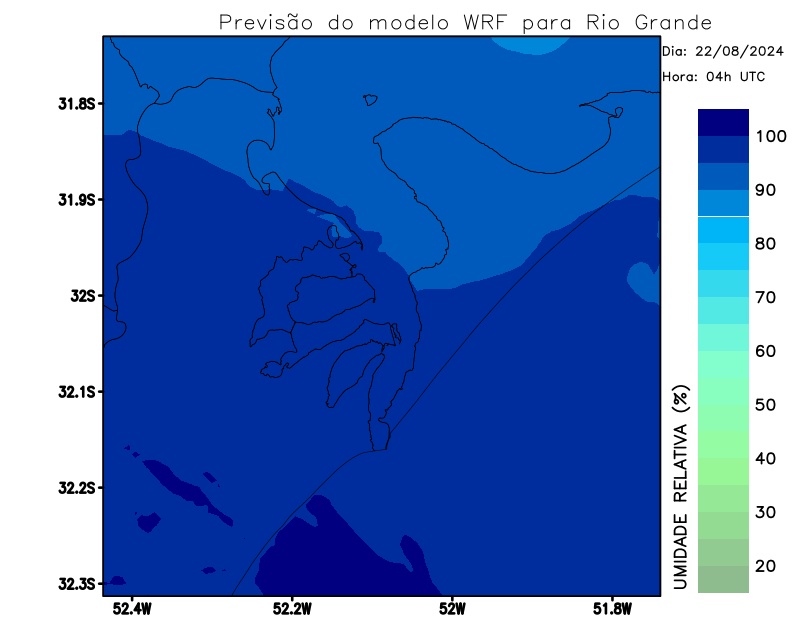 Previsão do modelo WRF para Rio Grande
Dia: 22/08/2024
Hora: 04h UTC
31.8S
31.9S
32S
32.1S
32.2S
32.3S
52.4W
52.2W
52W
51.8W
UMIDADE RELATIVA (%)
100
90
80
70
60
50
40
30
20